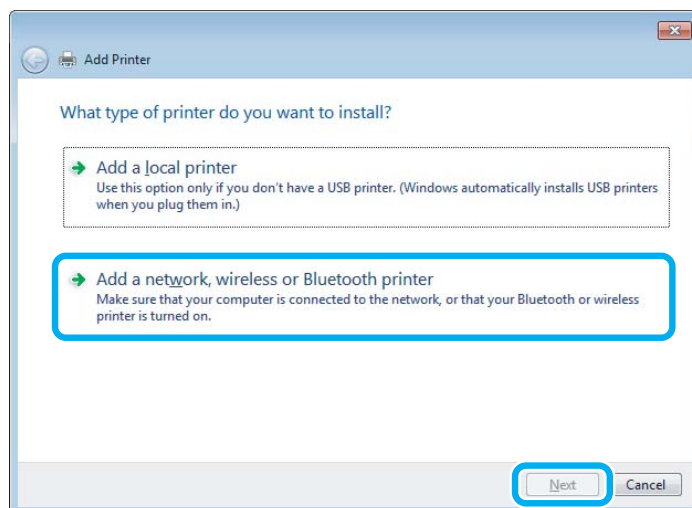 Add Printer
What type of printer do you want to install?
Add a local printer
Use this option only if you don't have a USB printer. (Windows automatically installs USB printers
when you plug them in.)
Add a network, wireless or Bluetooth printer
Make sure that your computer is connected to the network, or that your Bluetooth or wireless
printer is turned on.
Next Cancel